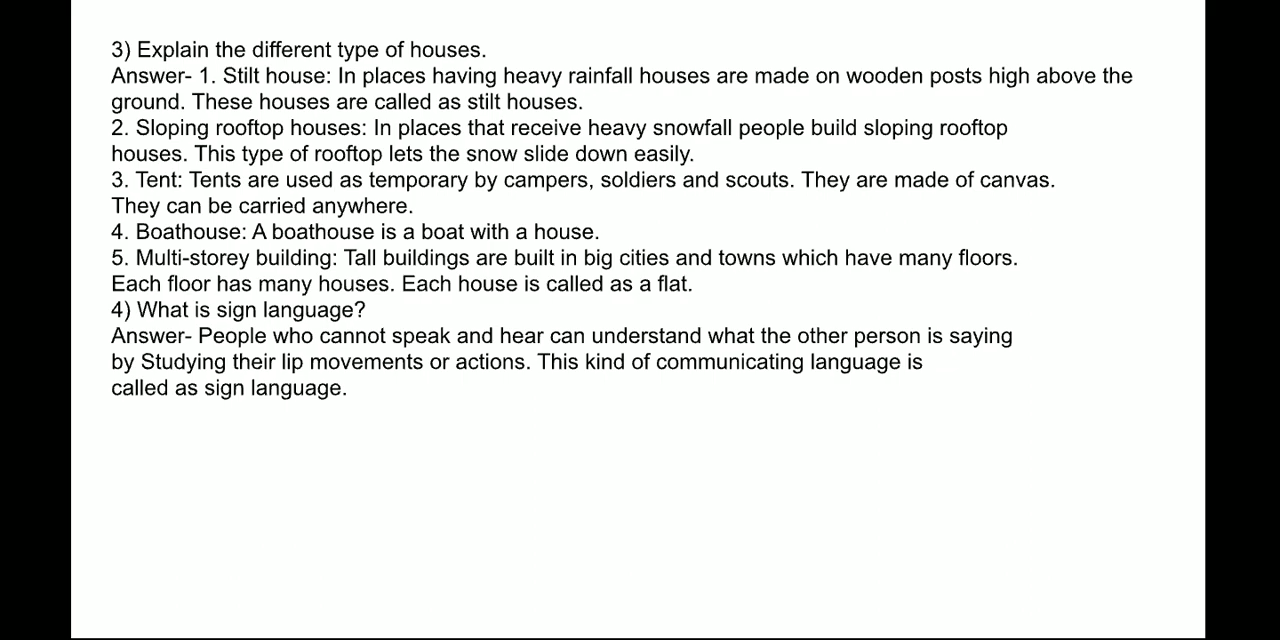 3) Explain the different type of houses.
Answer- 1. Stilt house: In places having heavy rainfall houses are made on wooden posts high above the
ground. These houses are called as stilt houses.
2. Sloping rooftop houses: In places that receive heavy snowfall people build sloping rooftop
houses. This type of rooftop lets the snow slide down easily.
3. Tent: Tents are used as temporary by campers, soldiers and scouts. They are made of canvas.
They can be carried anywhere.
4. Boathouse: A boathouse is a boat with a house.
5. Multi-storey building: Tall buildings are built in big cities and towns which have many floors.
Each floor has many houses. Each house is called as a flat.
4) What is sign language?
Answer- People who cannot speak and hear can understand what the other person is saying
by Studying their lip movements or actions. This kind of communicating language is
called as sign language.